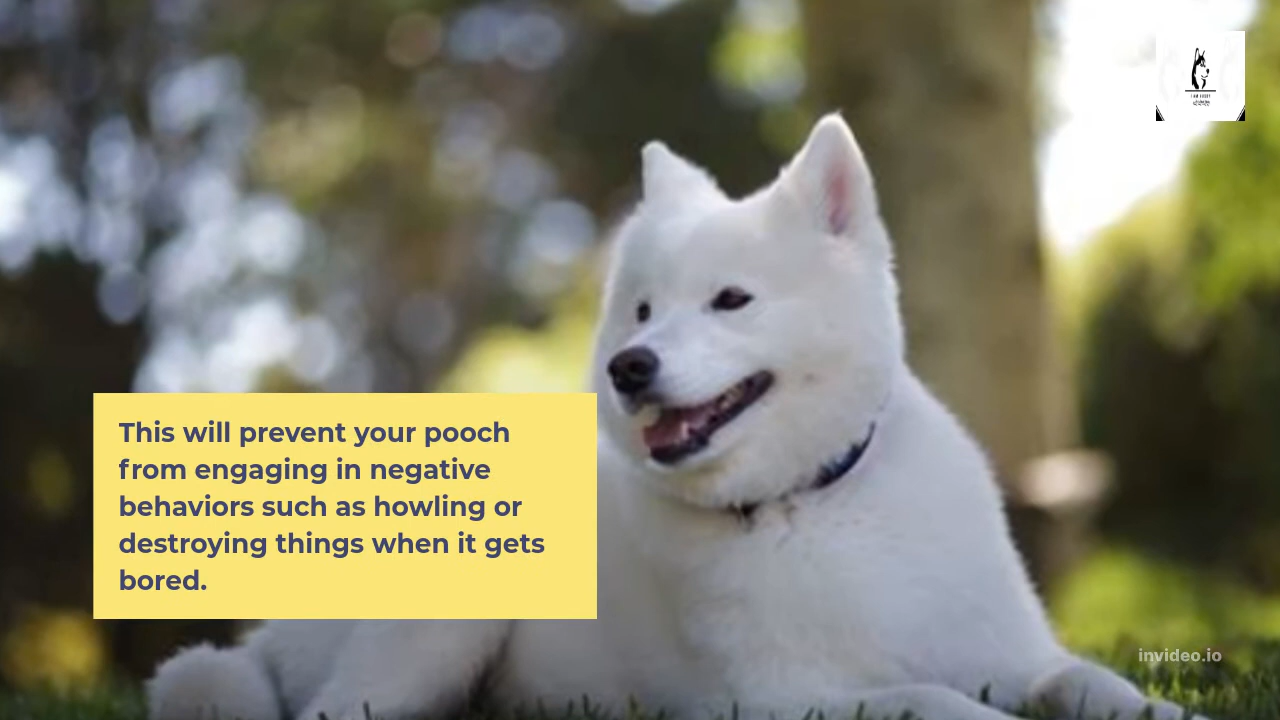 This will prevent your pooch
from engaging in negative
behaviors such as howling or
destroying things when it gets
bored.
invideo.io